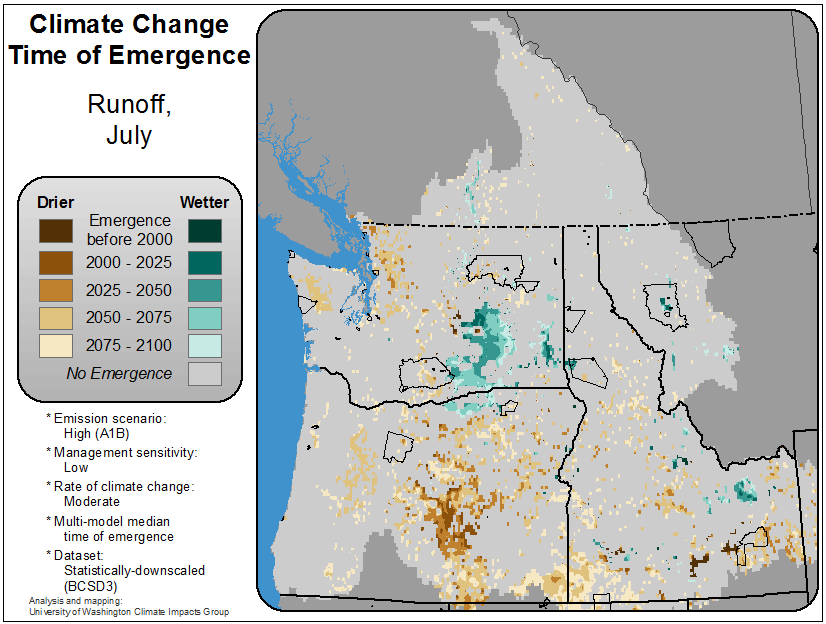 Climate Change
Time of Emergence
Runoff,
July
Drier Wetter
Emergence
before 2000
2000 - 2025
2025 - 2050
2050 - 2075
2075 - 2100
No Emergence
* Emission scenario:
High (A1B)
* Management sensitivity:
Low
* Rate of climate change:
Moderate
* Multi-model median
time of emergence
* Dataset:
Statistically-downscaled
(BCSD3)
Analysis and mapping:
University of Washington Climate Impacts Group